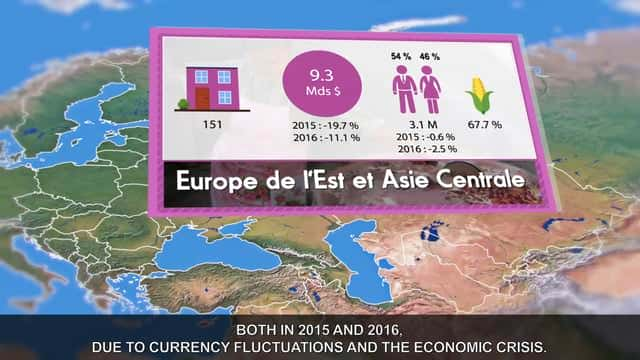 54 % 46 %
9.3
Mds $
151
2015 : -19.7 %
2016 : -11.1 %
3.1 M
2015 : -0.6 %
2016 : -2.5 %
67.7 %
Europe de l'Est et Asie Centrale
BOTH IN 2015 AND 2016,
DUE TO CURRENCY FLUCTUATIONS AND THE ECONOMIC CRISIS.